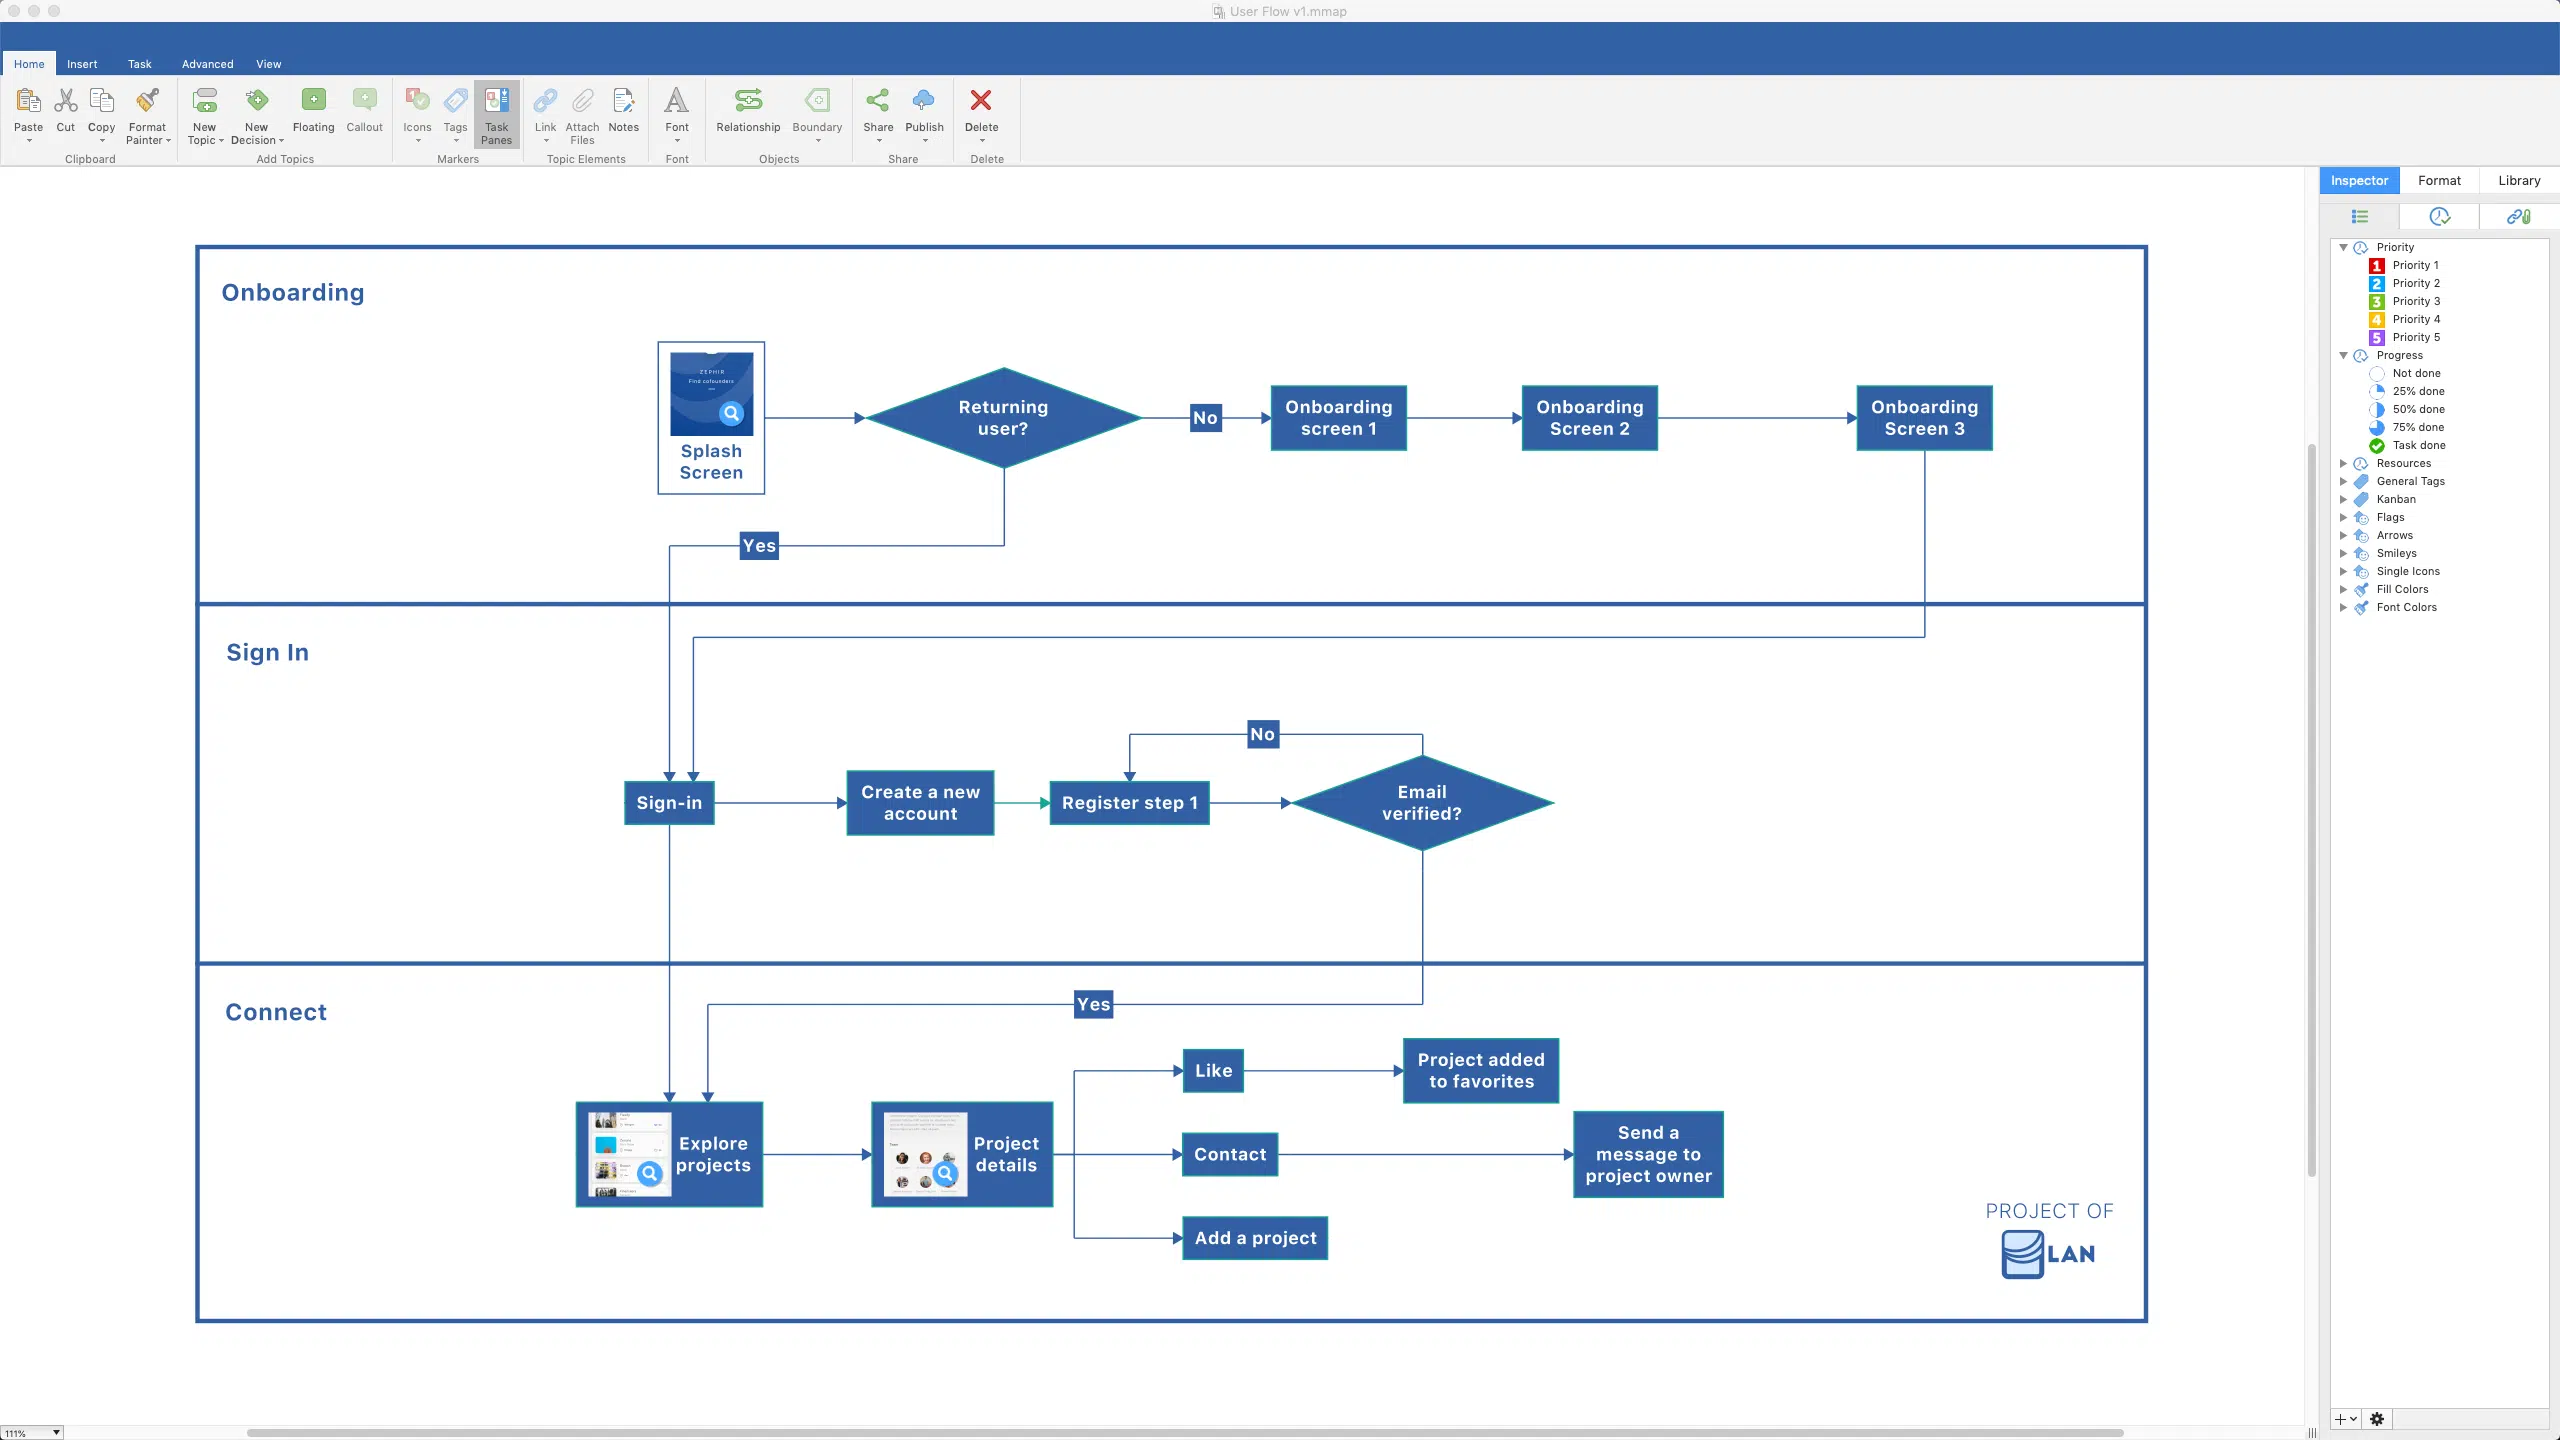 User Flow v1.mmap
Home Insert Task Advanced View
Paste Cut Copy Format Painter
Clipboard
New Topic New Decision Floating Callout
Add Topics
Icons Tags Task Panes
Markers
Link Attach Files Notes
Topic Elements
Font
Font
Relationship Boundary
Objects
Share Publish
Share
Delete
Delete
Inspector Format Library
Priority
1 Priority 1
2 Priority 2
3 Priority 3
4 Priority 4
5 Priority 5
Progress
Not done
25% done
50% done
75% done
Task done
Resources
General Tags
Kanban
Flags
Arrows
Smileys
Single Icons
Fill Colors
Font Colors
Onboarding
ZEPHIR
Find cofounders
Splash
Screen
Returning
user?
No
Onboarding
screen 1
Onboarding
Screen 2
Onboarding
Screen 3
Yes
Sign In
No
Sign-in
Create a new
account
Register step 1
Email
verified?
Connect
Yes
Explore
projects
Project
details
Like
Project added
to favorites
Contact
Send a
message to
project owner
Add a project
PROJECT OF
LAN
111%